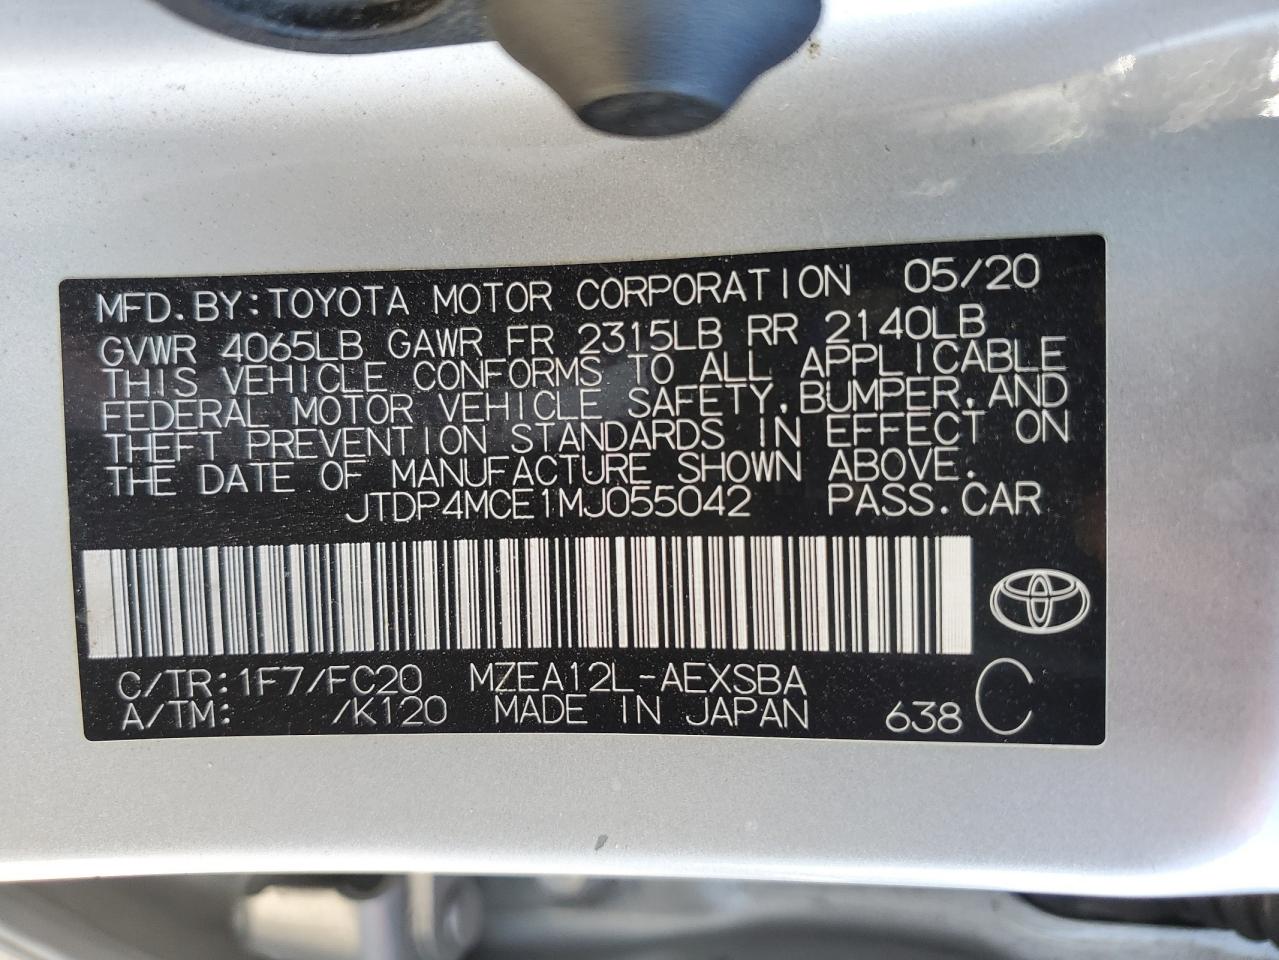 MFD.BY:TOYOTA MOTOR CORPORATION 05/20
GVWR 4065LB GAWR FR 2315LB RR 2140LB
THIS VEHICLE CONFORMS TO ALL APPLICABLE
FEDERAL MOTOR VEHICLE SAFETY,BUMPER,AND
THEFT PREVENTION STANDARDS IN EFFECT ON
THE DATE OF MANUFACTURE SHOWN ABOVE.
JTDP4MCE1MJ055042 PASS.CAR
C/TR:1F7/FC20 MZEA12L-AEXSBA
A/TM: /K120 MADE IN JAPAN 638 C